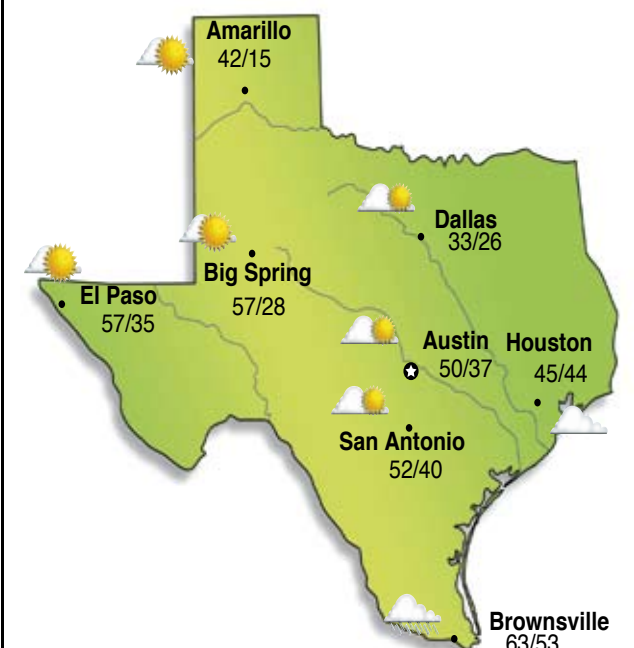 Amarillo
42/15
Dallas
33/26
Big Spring
57/28
El Paso
57/35
Austin
50/37
Houston
45/44
San Antonio
52/40
Brownsville
63/53